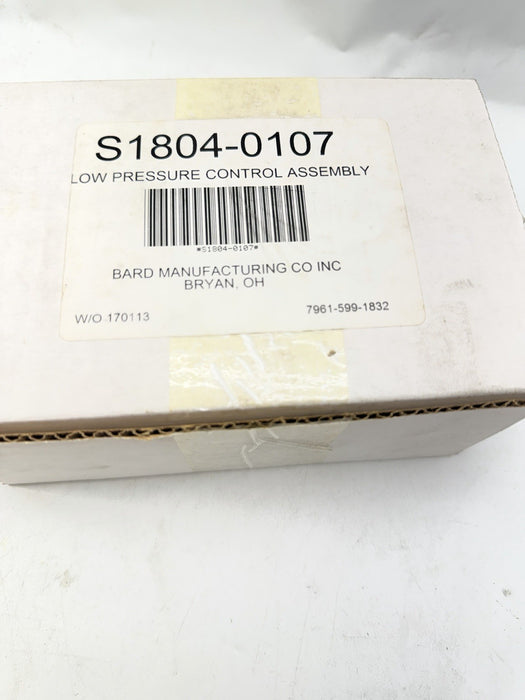 S1804-0107
LOW PRESSURE CONTROL ASSEMBLY
*S1804-0107*
BARD MANUFACTURING CO INC
BRYAN, OH
W/O 170113
7961-599-1832